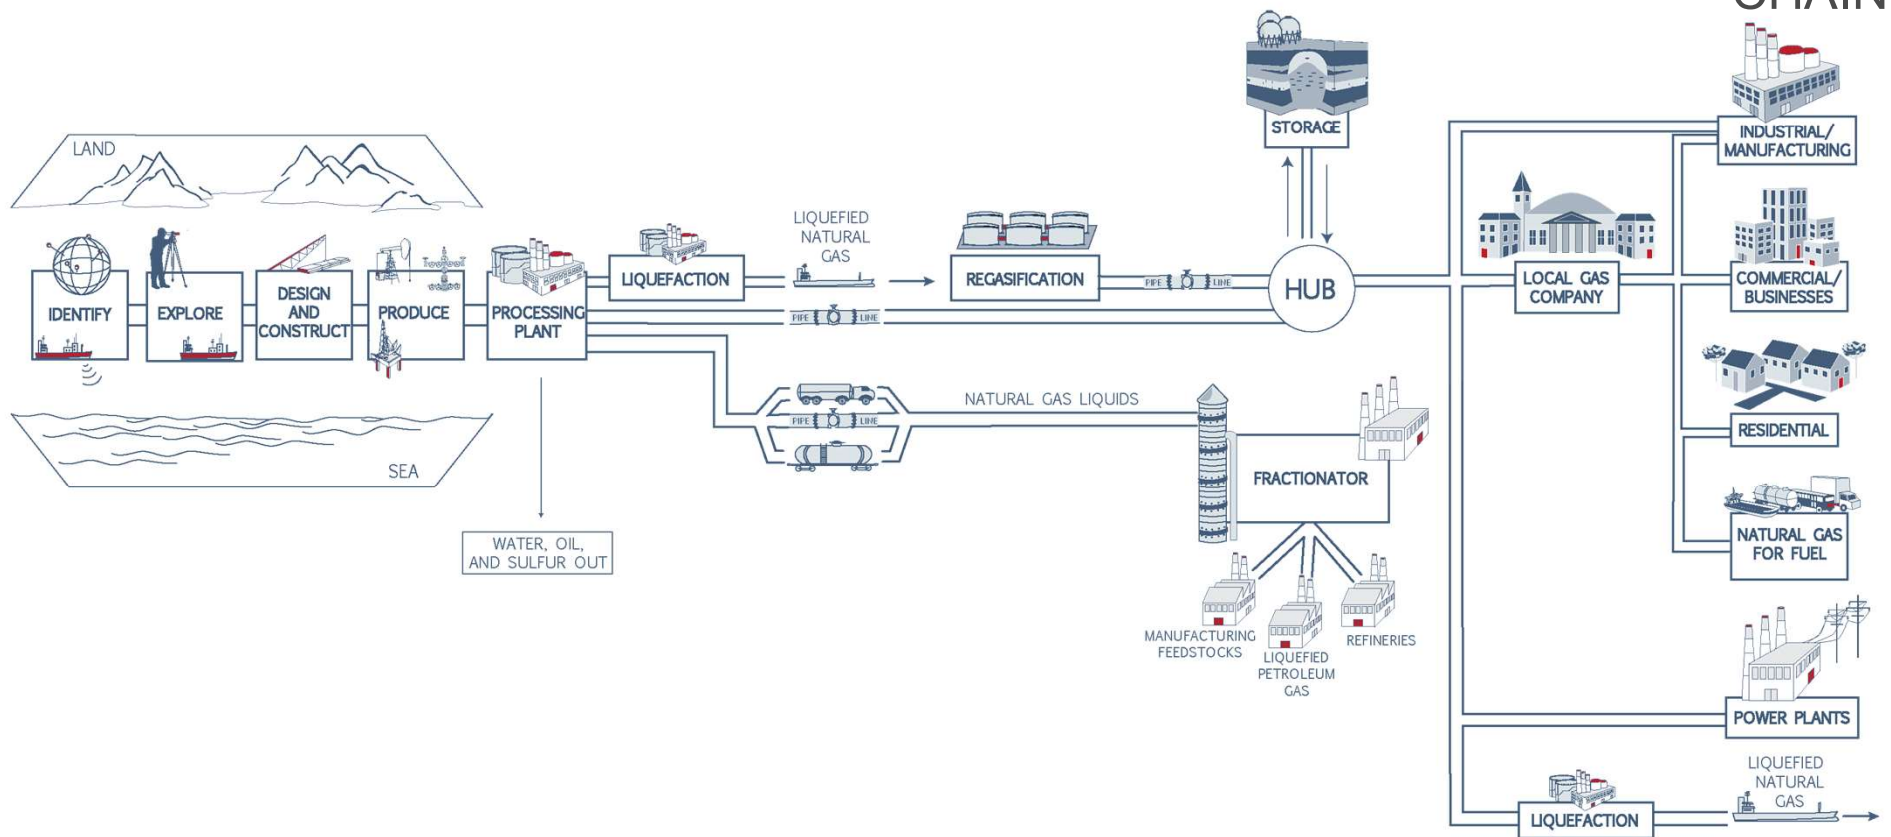 CHAIN
LAND
IDENTIFY
EXPLORE
DESIGN
AND
CONSTRUCT
PRODUCE
PROCESSING
PLANT
SEA
WATER, OIL,
AND SULFUR OUT
LIQUEFACTION
LIQUEFIED
NATURAL
GAS
REGASIFICATION
PIPE LINE
PIPE LINE
HUB
STORAGE
PIPE LINE
NATURAL GAS LIQUIDS
FRACTIONATOR
MANUFACTURING
FEEDSTOCKS
LIQUEFIED
PETROLEUM
GAS
REFINERIES
LOCAL GAS
COMPANY
INDUSTRIAL/
MANUFACTURING
COMMERCIAL/
BUSINESSES
RESIDENTIAL
NATURAL GAS
FOR FUEL
POWER PLANTS
LIQUEFACTION
LIQUEFIED
NATURAL
GAS